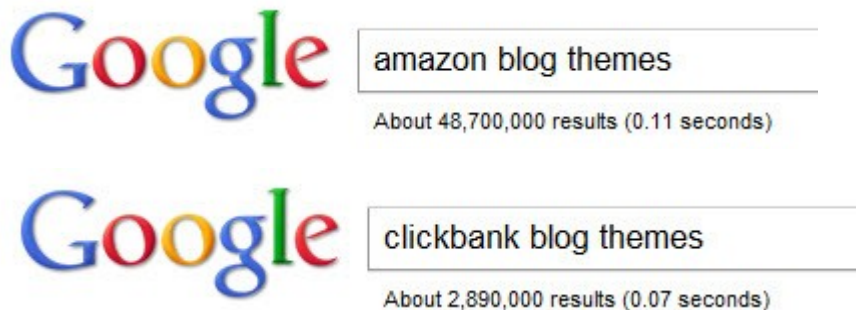 Google
amazon blog themes
About 48,700,000 results (0.11 seconds)
Google
clickbank blog themes
About 2,890,000 results (0.07 seconds)